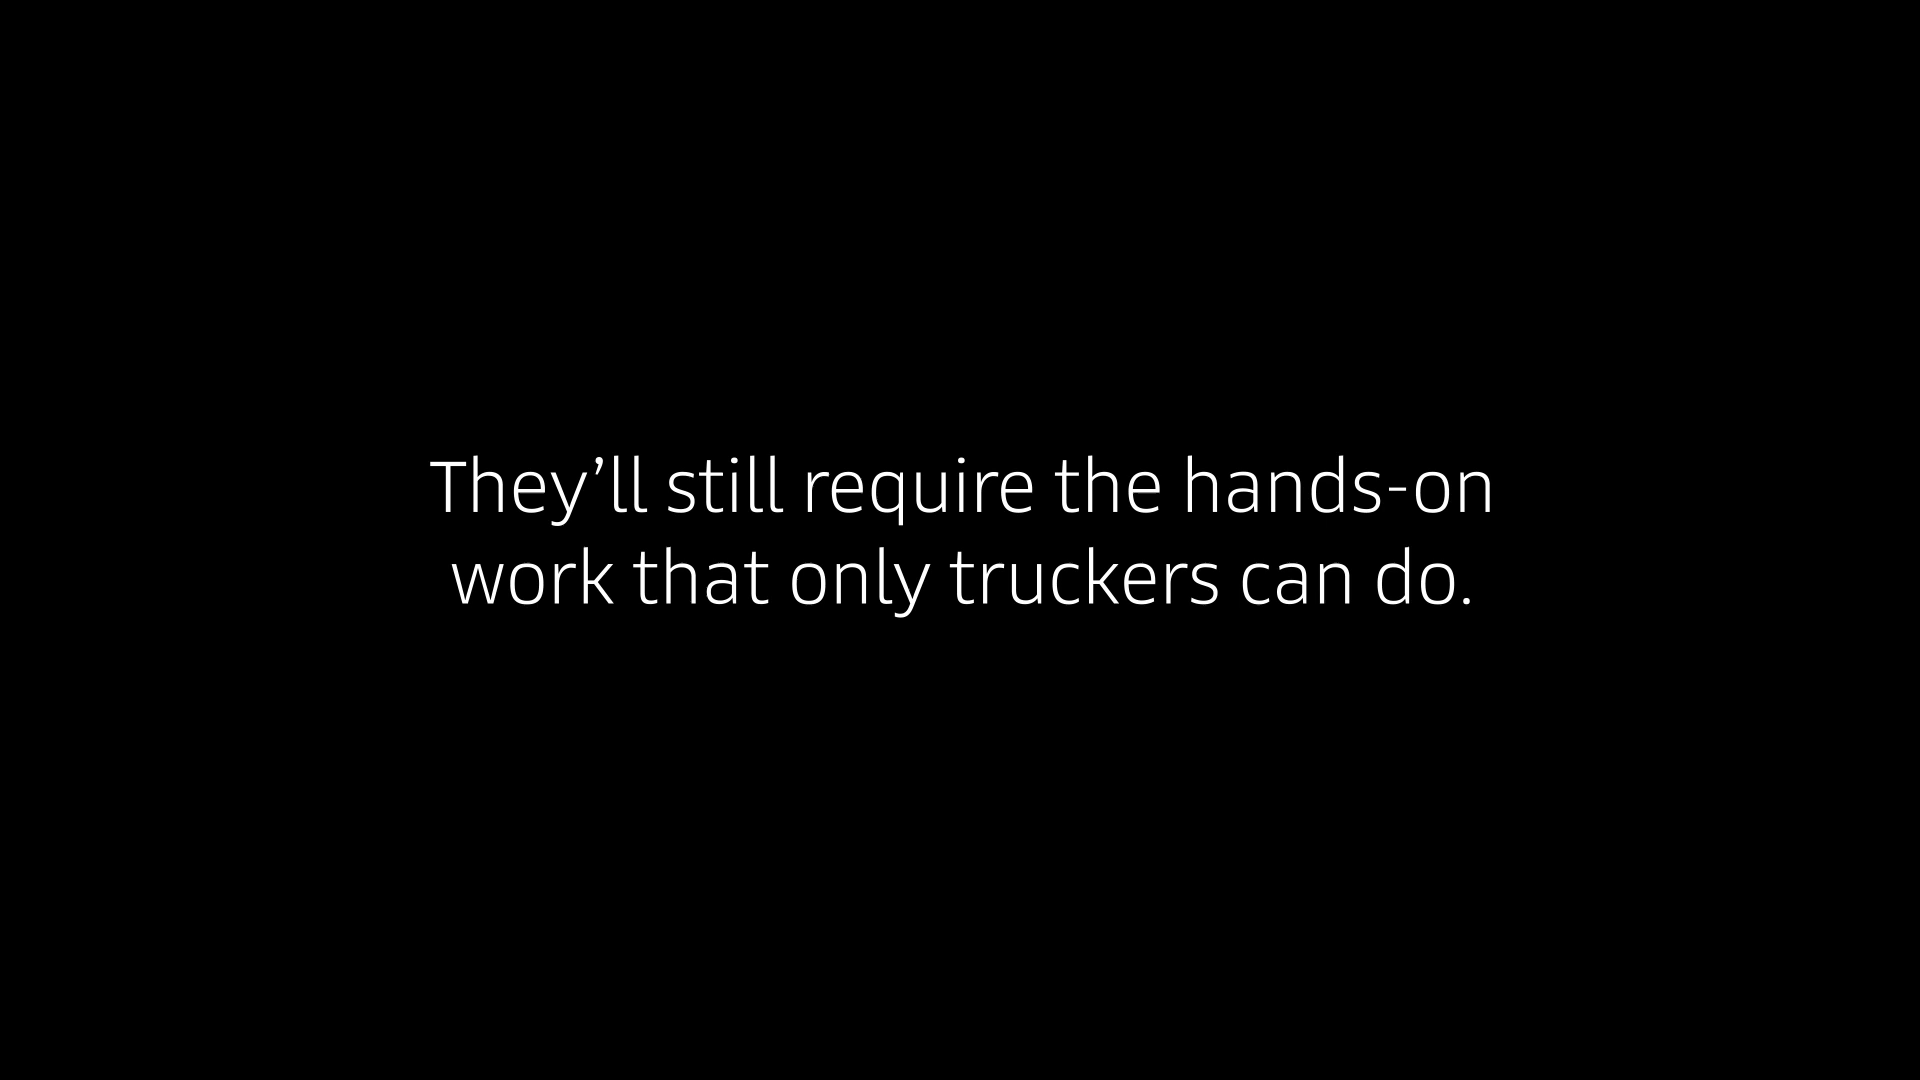 They’ll still require the hands-on
work that only truckers can do.